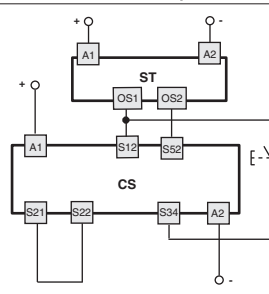 + -
A1 A2
ST
OS1 OS2
+
A1 S12 S52
CS
S21 S22 S34 A2
-